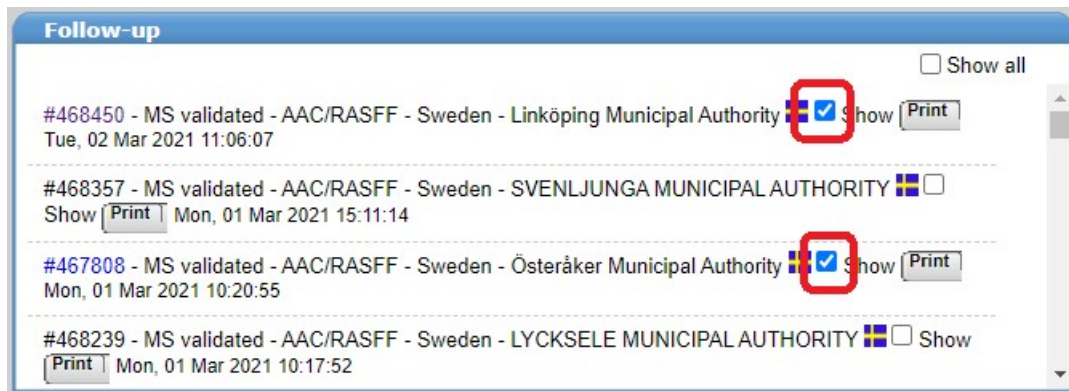 Follow-up
Show all
#468450 - MS validated - AAC/RASFF - Sweden - Linköping Municipal Authority Show Print
Tue, 02 Mar 2021 11:06:07
#468357 - MS validated - AAC/RASFF - Sweden - SVENLJUNGA MUNICIPAL AUTHORITY
Show Print Mon, 01 Mar 2021 15:11:14
#467808 - MS validated - AAC/RASFF - Sweden - Österåker Municipal Authority Show Print
Mon, 01 Mar 2021 10:20:55
#468239 - MS validated - AAC/RASFF - Sweden - LYCKSELE MUNICIPAL AUTHORITY Show
Print Mon, 01 Mar 2021 10:17:52